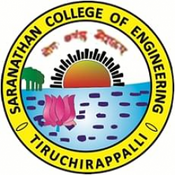 SARANATHAN COLLEGE OF ENGINEERING
TIRUCHIRAPPALLI